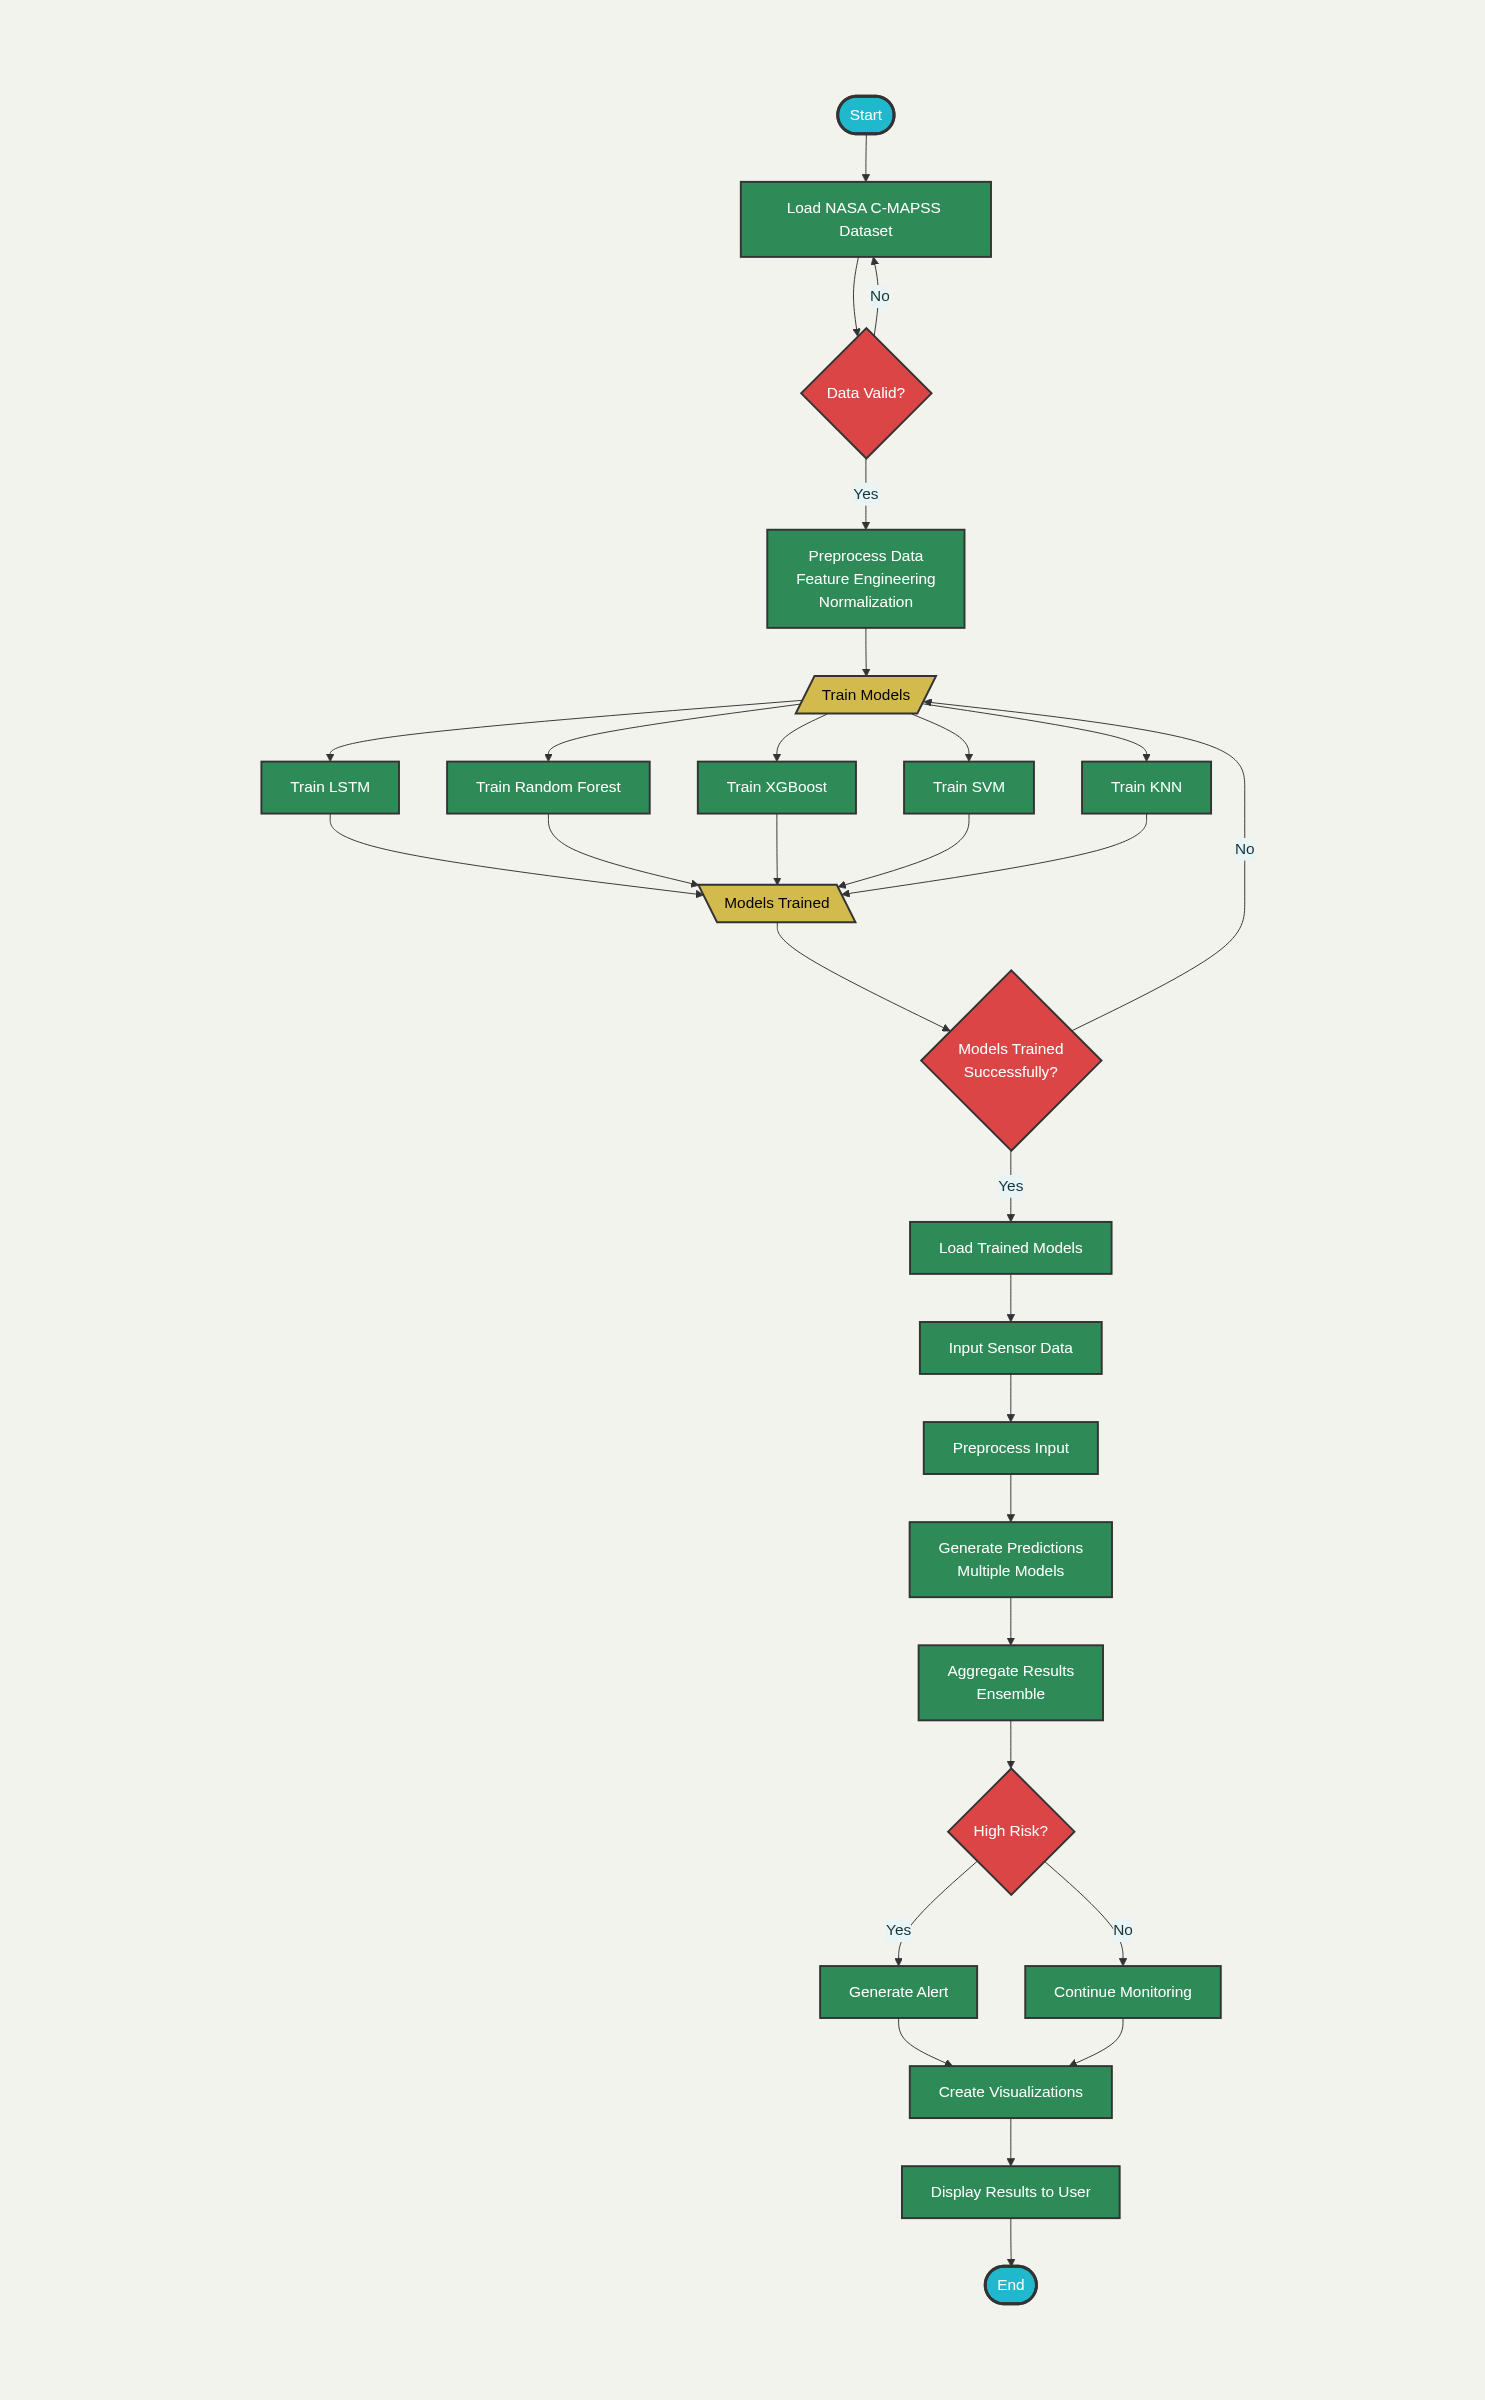 Start
Load NASA C-MAPSS
Dataset
No
Data Valid?
Yes
Preprocess Data
Feature Engineering
Normalization
Train Models
Train LSTM
Train Random Forest
Train XGBoost
Train SVM
Train KNN
No
Models Trained
Models Trained
Successfully?
Yes
Load Trained Models
Input Sensor Data
Preprocess Input
Generate Predictions
Multiple Models
Aggregate Results
Ensemble
High Risk?
Yes
No
Generate Alert
Continue Monitoring
Create Visualizations
Display Results to User
End